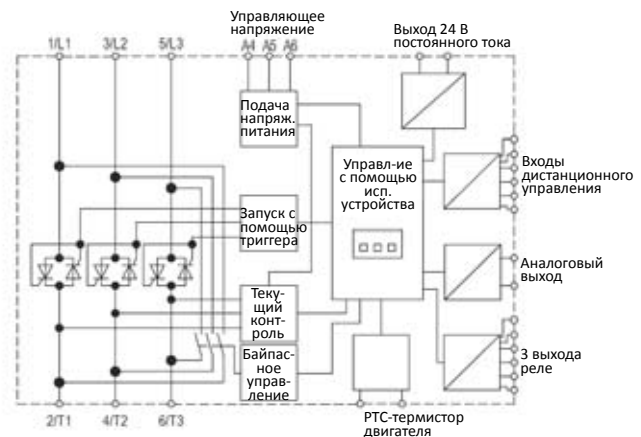 Управляющее
напряжение
Выход 24 В
постоянного тока
1/L1
3/L2
5/L3
A4
A5
A6
Подача
напряж.
питания
Управл-ие
с помощью
исп.
устройства
Входы
дистанционного
управления
Запуск с
помощью
триггера
Аналоговый
выход
Теку-
щий
конт-
роль
Байпас-
ное
управ-
ление
3 выхода
реле
2/T1
4/T2
6/T3
РТС-термистор
двигателя